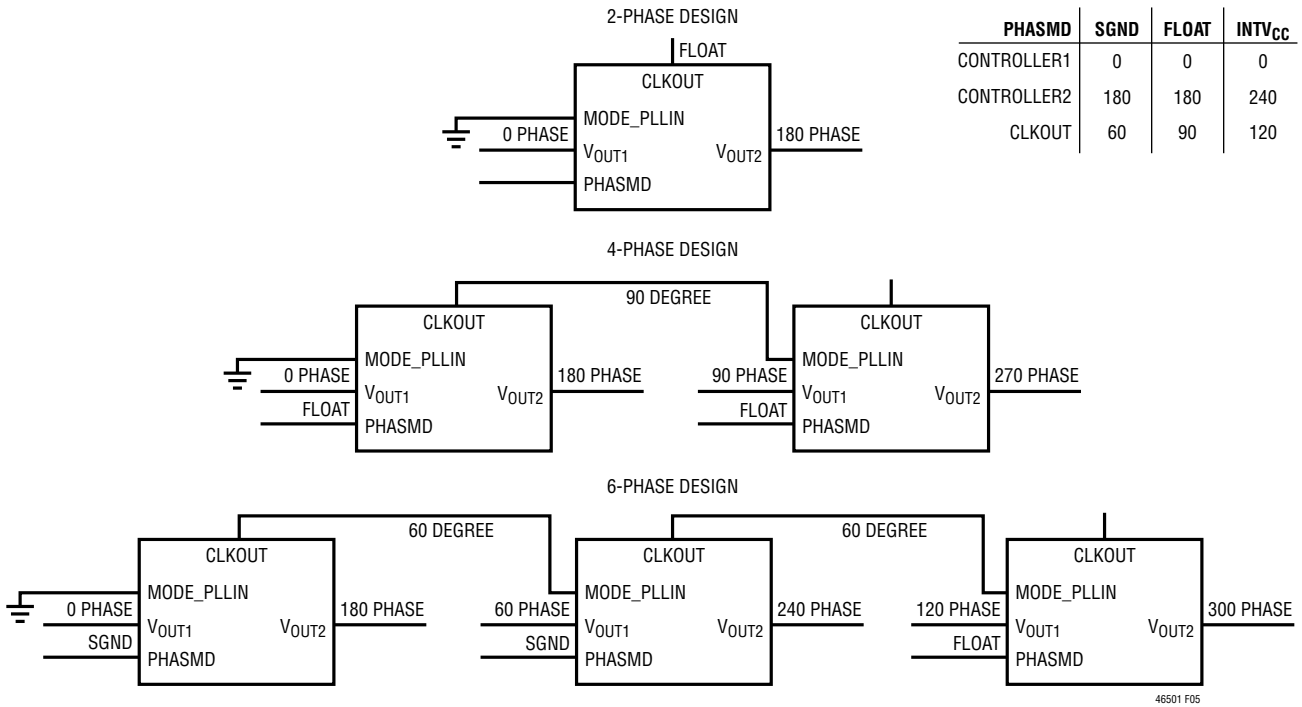 2-PHASE DESIGN
FLOAT
CLKOUT
MODE_PLLIN
0 PHASE
180 PHASE
VOUT1
VOUT2
PHASMD
PHASMD SGND FLOAT INTVCC
CONTROLLER1 0 0 0
CONTROLLER2 180 180 240
CLKOUT 60 90 120
4-PHASE DESIGN
90 DEGREE
CLKOUT
MODE_PLLIN
0 PHASE
180 PHASE
VOUT1
VOUT2
FLOAT
PHASMD
CLKOUT
MODE_PLLIN
90 PHASE
270 PHASE
VOUT1
VOUT2
FLOAT
PHASMD
6-PHASE DESIGN
60 DEGREE
60 DEGREE
CLKOUT
MODE_PLLIN
0 PHASE
180 PHASE
VOUT1
VOUT2
SGND
PHASMD
CLKOUT
MODE_PLLIN
60 PHASE
240 PHASE
VOUT1
VOUT2
SGND
PHASMD
CLKOUT
MODE_PLLIN
120 PHASE
300 PHASE
VOUT1
VOUT2
FLOAT
PHASMD
46501 F05